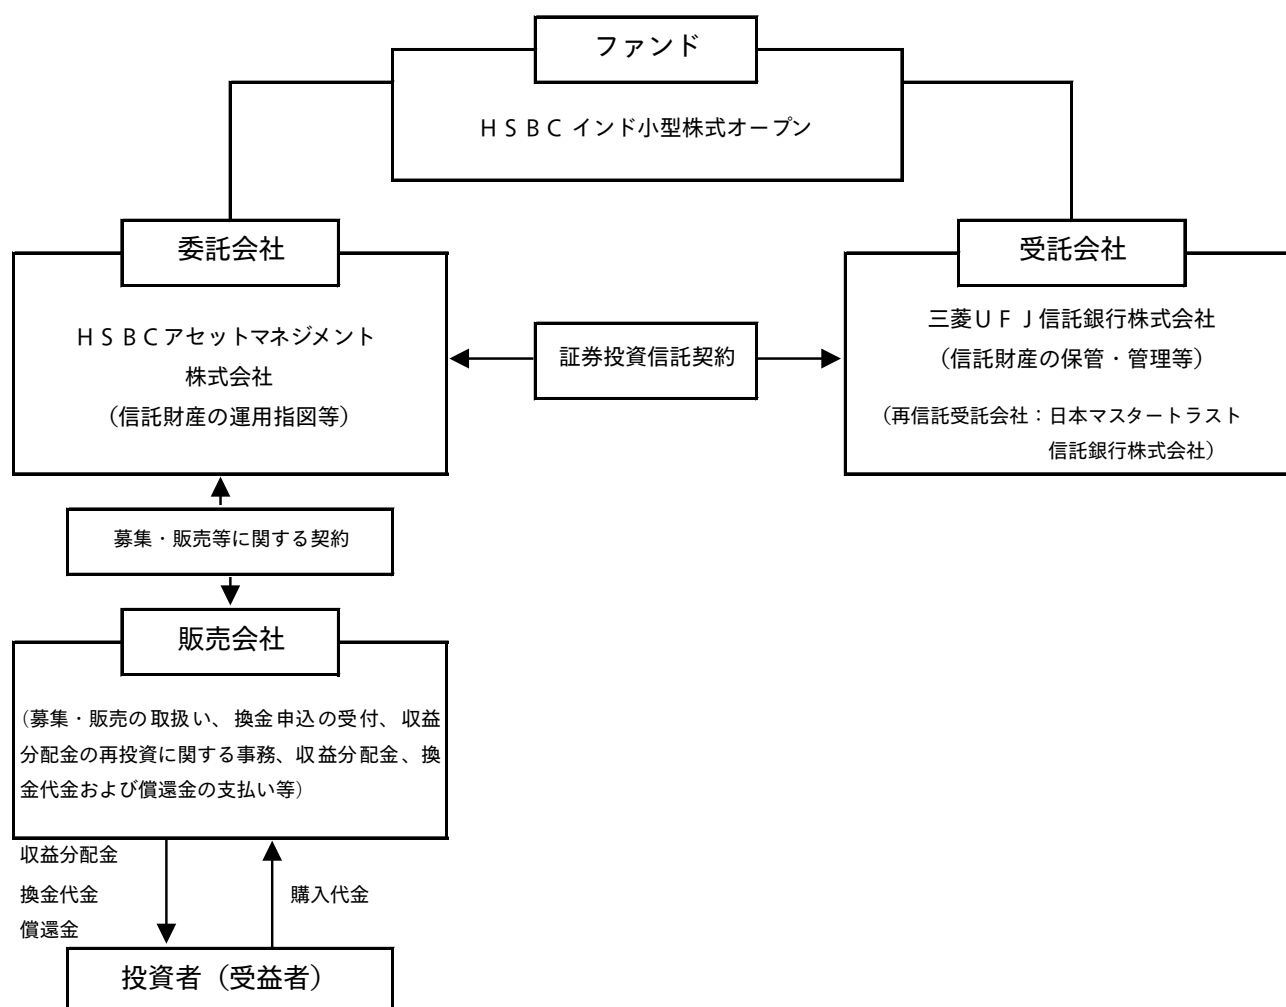 ファンド
ＨＳＢＣ インド小型株式オープン
委託会社
ＨＳＢＣアセットマネジメント
株式会社
（信託財産の運用指図等）
証券投資信託契約
受託会社
三菱ＵＦＪ信託銀行株式会社
（信託財産の保管・管理等）
（再信託受託会社：日本マスタートラスト
信託銀行株式会社）
募集・販売等に関する契約
販売会社
（募集・販売の取扱い、換金申込の受付、収益
分配金の再投資に関する事務、収益分配金、換
金代金および償還金の支払い等）
収益分配金
換金代金
償還金
購入代金
投資者（受益者）